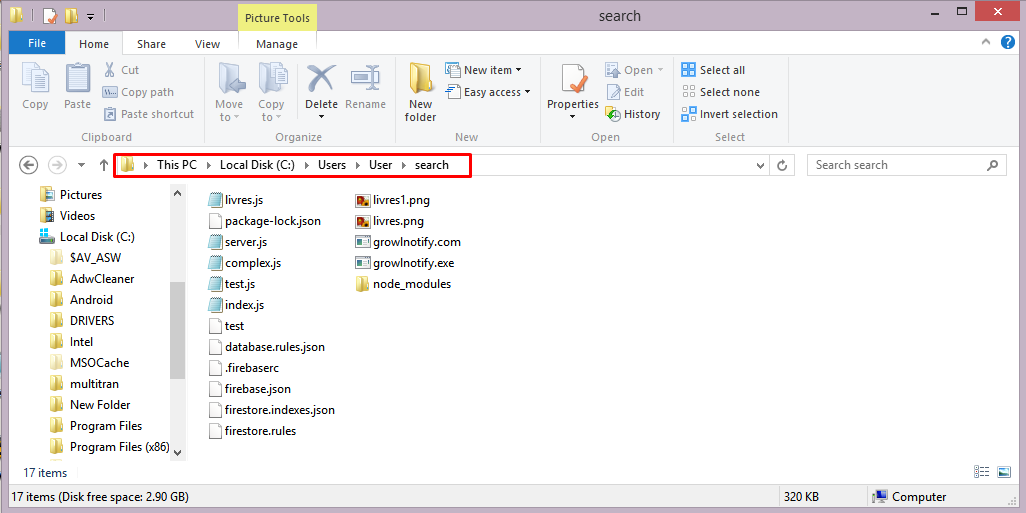 Picture Tools
search
File Home Share View Manage
Copy
Paste
Cut
Copy path
Paste shortcut
Clipboard
Move to
Copy to
Delete
Rename
Organize
New folder
New item
Easy access
New
Properties
Open
Edit
History
Open
Select all
Select none
Invert selection
Select
This PC Local Disk (C:) Users User search
Search search
Pictures
Videos
Local Disk (C:)
$AV_ASW
AdwCleaner
Android
DRIVERS
Intel
MSOCache
multitran
New Folder
Program Files
Program Files (x86)
livres.js
package-lock.json
server.js
complex.js
test.js
index.js
test
database.rules.json
.firebaserc
firebase.json
firestore.indexes.json
firestore.rules
livres1.png
livres.png
growlnotify.com
growlnotify.exe
node_modules
17 items
17 items (Disk free space: 2.90 GB)
320 KB
Computer